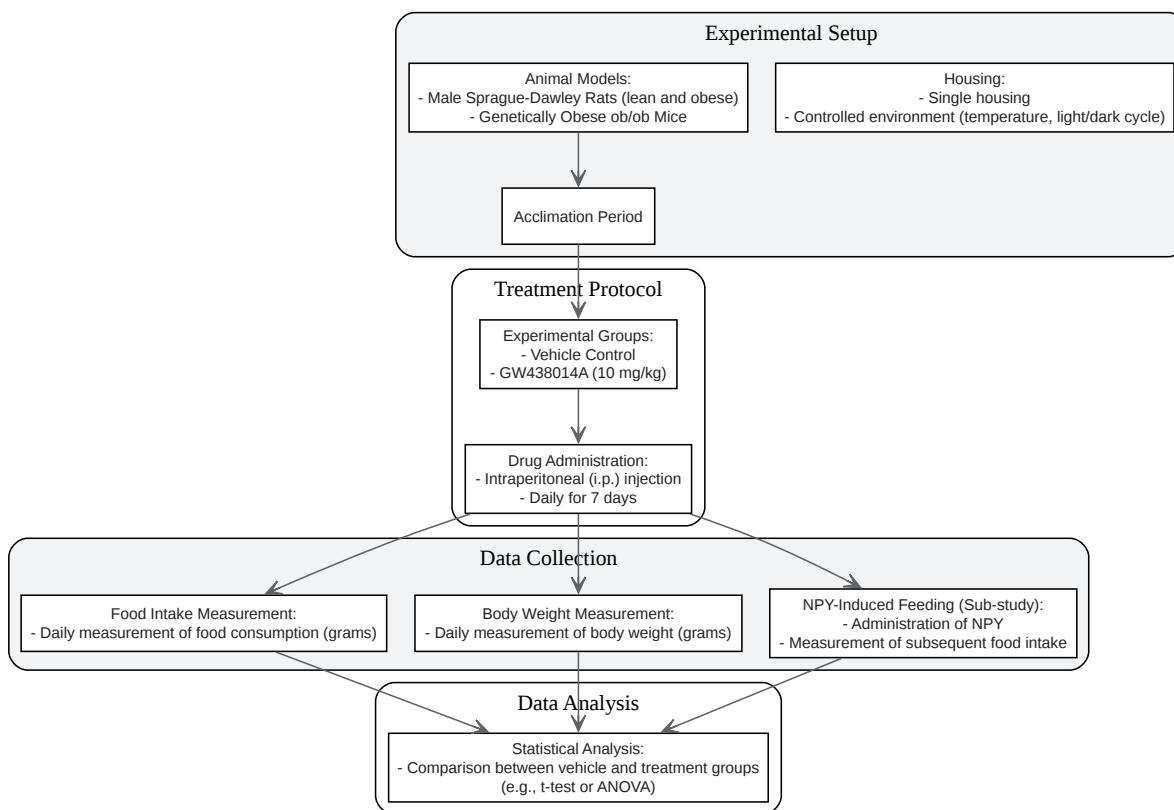 Experimental Setup
Animal Models:
- Male Sprague-Dawley Rats (lean and obese)
- Genetically Obese ob/ob Mice
Housing:
- Single housing
- Controlled environment (temperature, light/dark cycle)
Acclimation Period
Treatment Protocol
Experimental Groups:
- Vehicle Control
- GW438014A (10 mg/kg)
Drug Administration:
- Intraperitoneal (i.p.) injection
- Daily for 7 days
Data Collection
Food Intake Measurement:
- Daily measurement of food consumption (grams)
Body Weight Measurement:
- Daily measurement of body weight (grams)
NPY-Induced Feeding (Sub-study):
- Administration of NPY
- Measurement of subsequent food intake
Data Analysis
Statistical Analysis:
- Comparison between vehicle and treatment groups
(e.g., t-test or ANOVA)